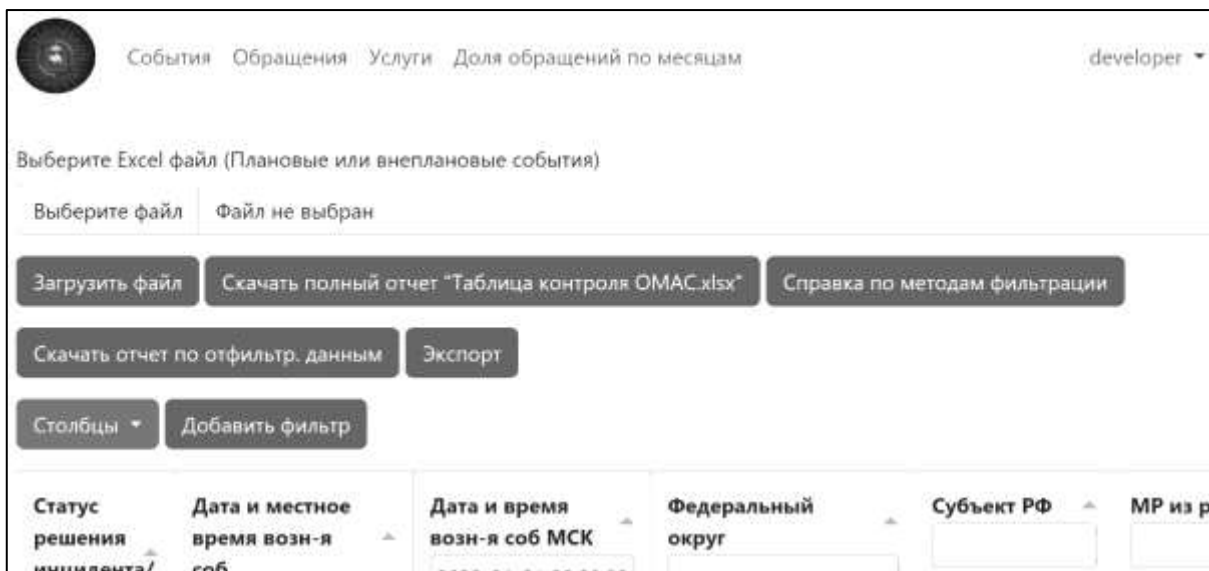 События Обращения Услуги Доля обращений по месяцам developer
Выберите Excel файл (Плановые или внеплановые события)
Выберите файл Файл не выбран
Загрузить файл Скачать полный отчет "Таблица контроля ОМАС.xlsx" Справка по методам фильтрации
Скачать отчет по отфильтр. данным Экспорт
Столбцы Добавить фильтр
Статус Дата и местное Дата и время Федеральный Субъект РФ МР из р
решения время возн-я возн-я соб МСК округ
инцидента/ соб